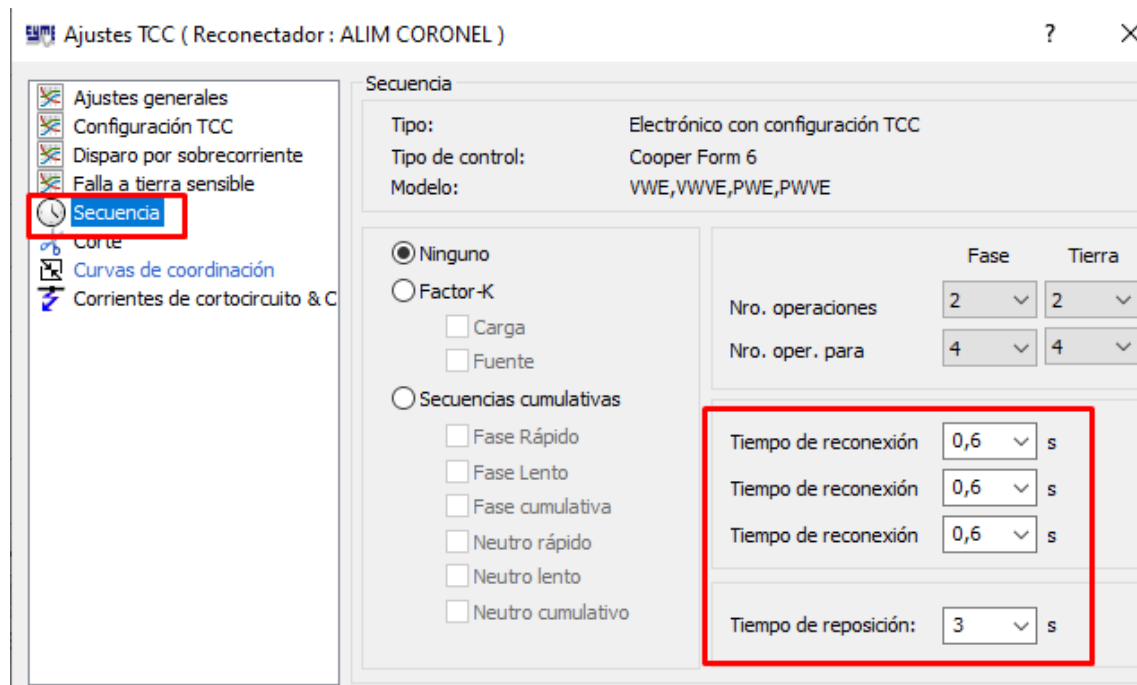 CYME Ajustes TCC ( Reconectador : ALIM CORONEL ) ? ×
Ajustes generales
Configuración TCC
Disparo por sobrecorriente
Falla a tierra sensible
Secuencia
Corte
Curvas de coordinación
Corrientes de cortocircuito & C
Secuencia
Tipo: Electrónico con configuración TCC
Tipo de control: Cooper Form 6
Modelo: VWE,VWVE,PWE,PWVE
Ninguno
Factor-K
Carga
Fuente
Secuencias cumulativas
Fase Rápido
Fase Lento
Fase cumulativa
Neutro rápido
Neutro lento
Neutro cumulativo
Fase Tierra
Nro. operaciones 2 2
Nro. oper. para 4 4
Tiempo de reconexión 0,6 s
Tiempo de reconexión 0,6 s
Tiempo de reconexión 0,6 s
Tiempo de reposición: 3 s